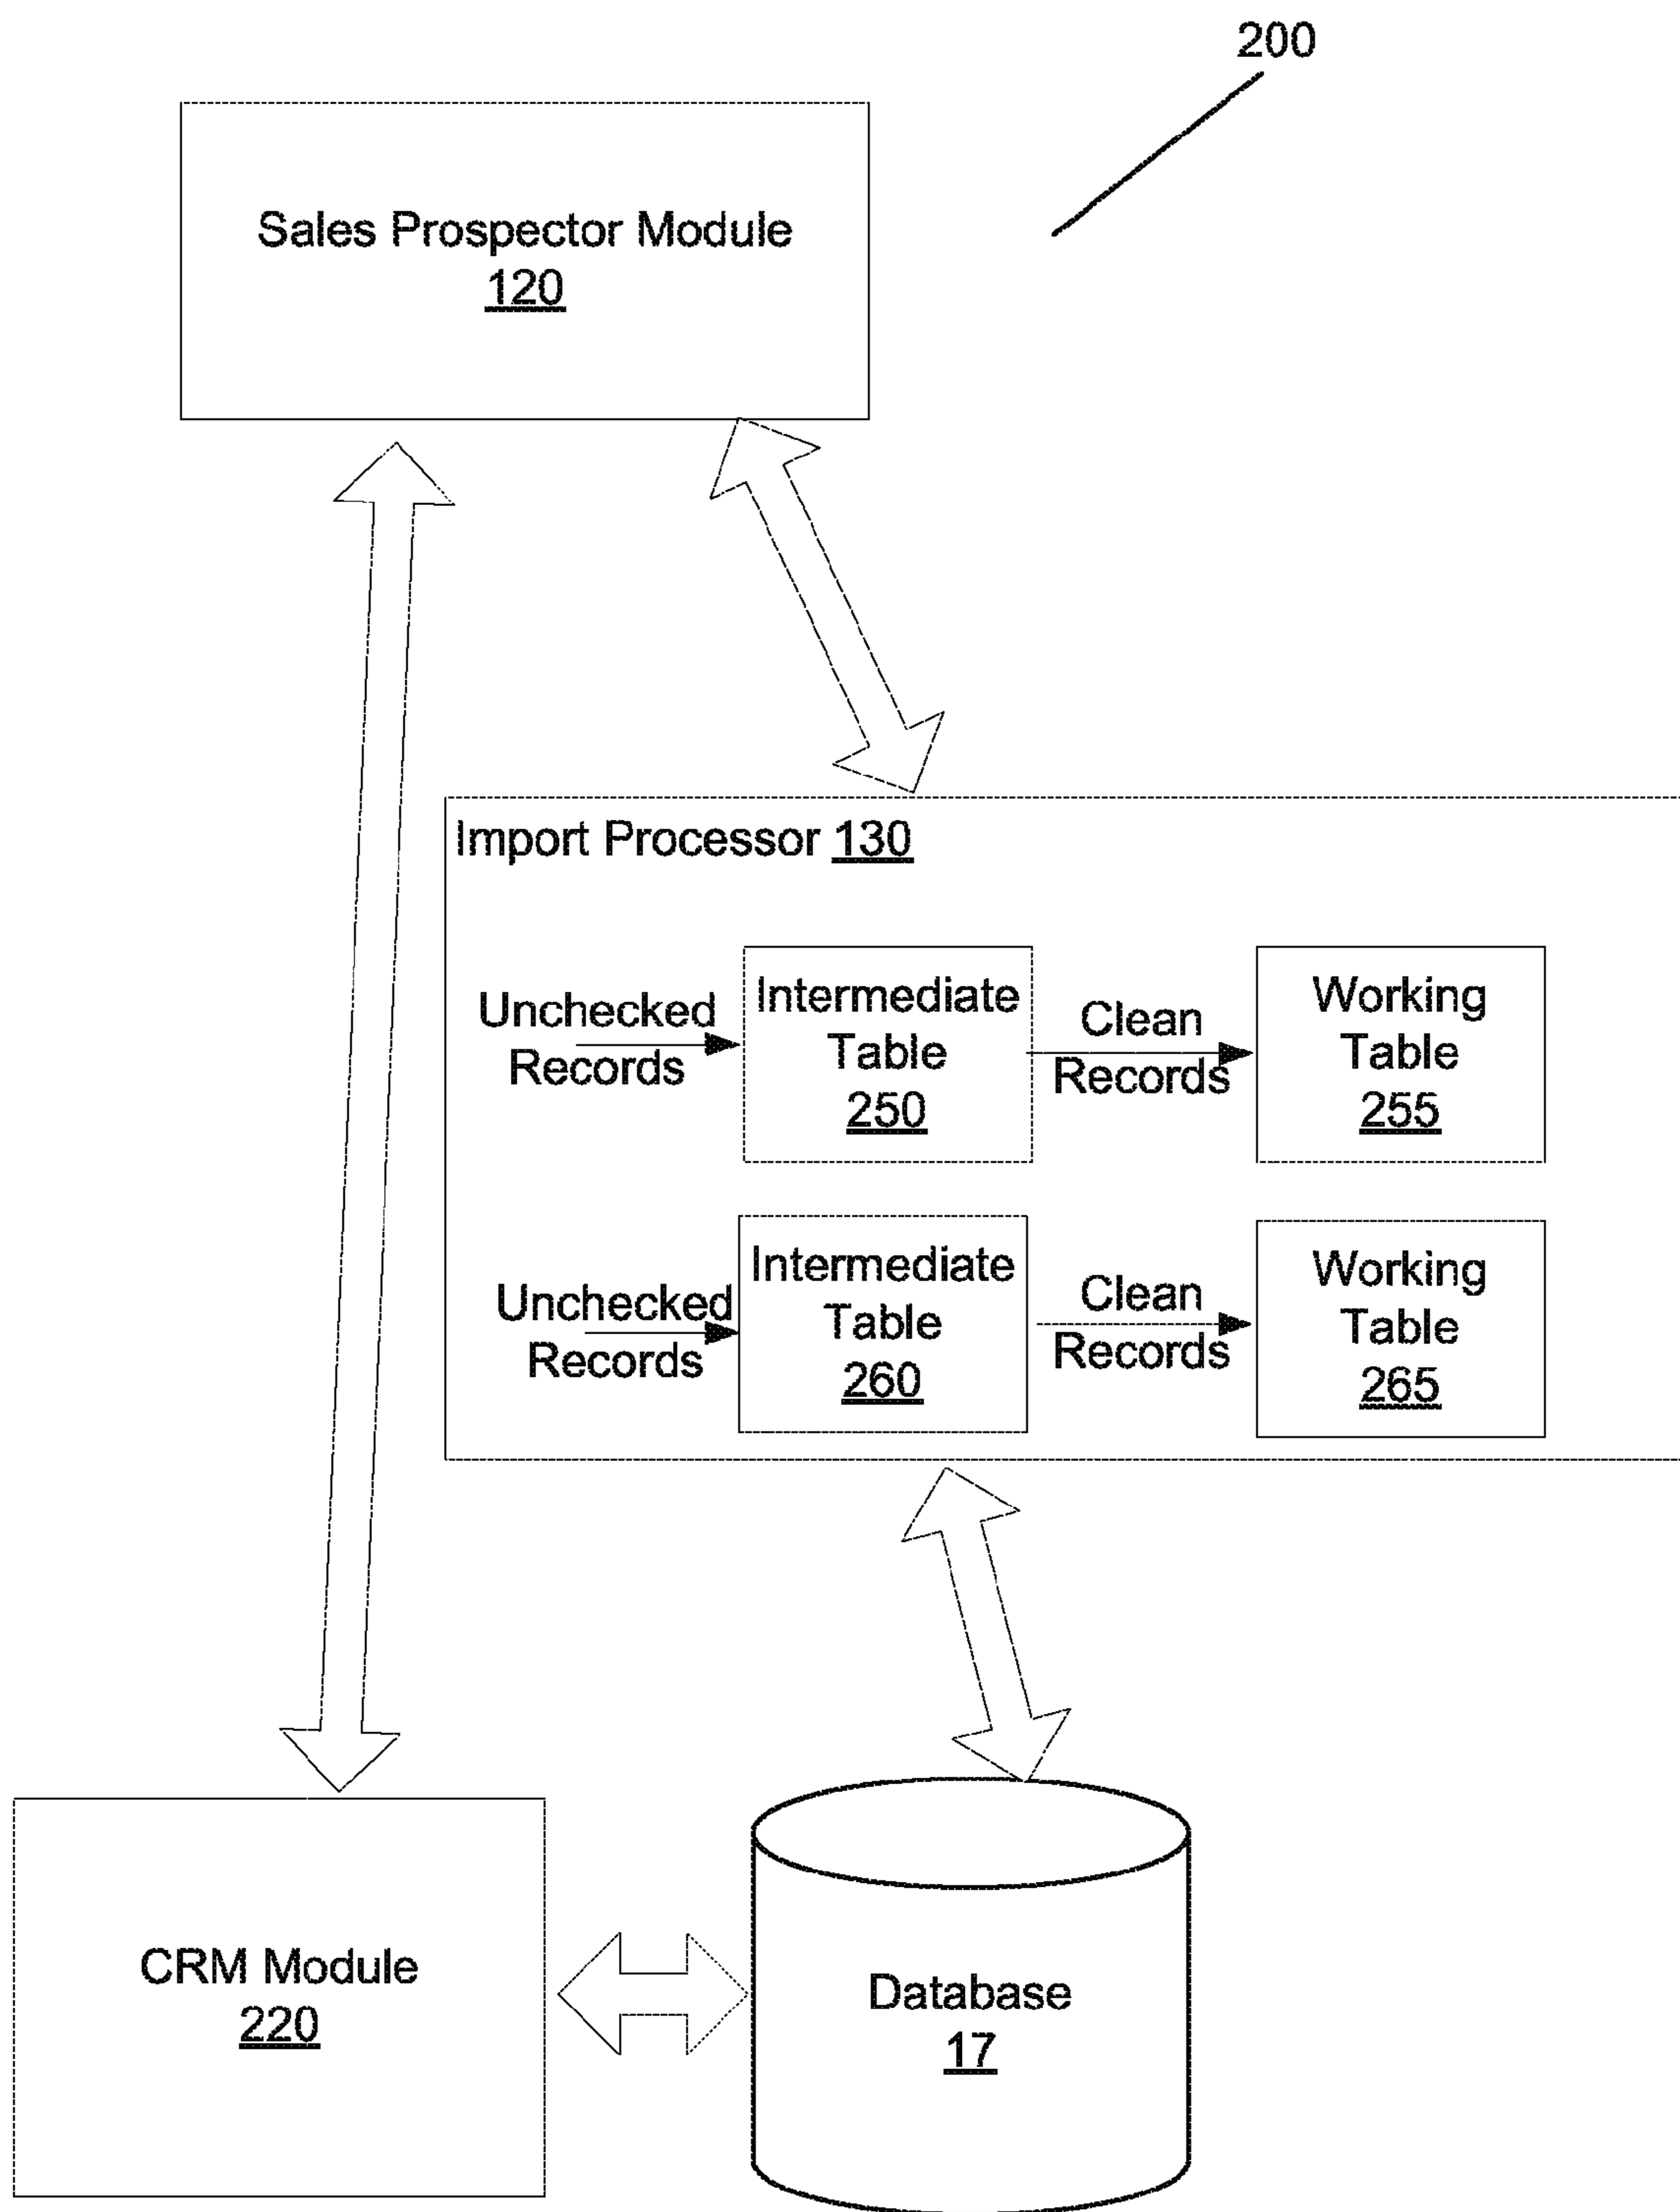 200
Sales Prospector Module
120
Import Processor 130
Unchecked
Records
Intermediate
Table
250
Clean
Records
Working
Table
255
Unchecked
Records
Intermediate
Table
260
Clean
Records
Working
Table
265
CRM Module
220
Database
17